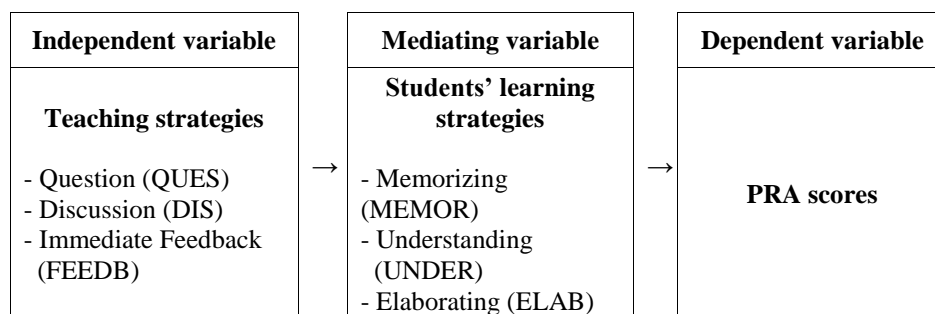 Independent variable
Teaching strategies
- Question (QUES)
- Discussion (DIS)
- Immediate Feedback
(FEEDB)
→
Mediating variable
Students’ learning
strategies
- Memorizing
(MEMOR)
- Understanding
(UNDER)
- Elaborating (ELAB)
→
Dependent variable
PRA scores